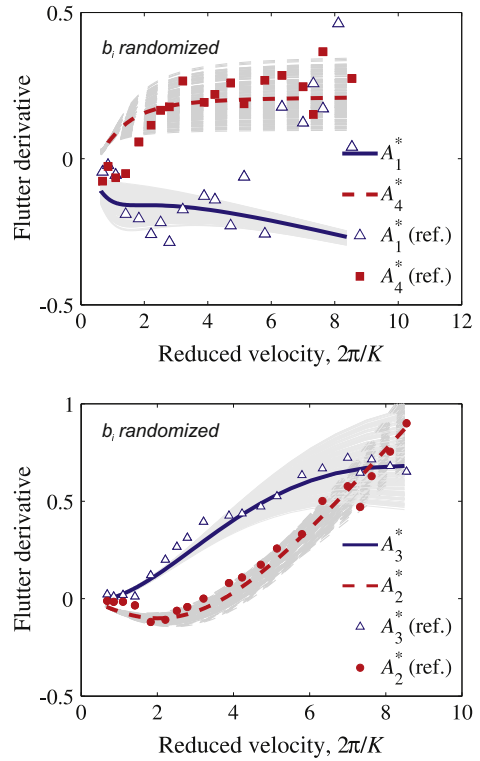 0.5
b_i randomized
Flutter derivative
0
A_1^*
A_4^*
A_1^* (ref.)
A_4^* (ref.)
-0.5
0 2 4 6 8 10 12
Reduced velocity, 2π/K
1
b_i randomized
Flutter derivative
0.5
A_3^*
A_2^*
0
A_3^* (ref.)
A_2^* (ref.)
-0.5
0 2 4 6 8 10
Reduced velocity, 2π/K